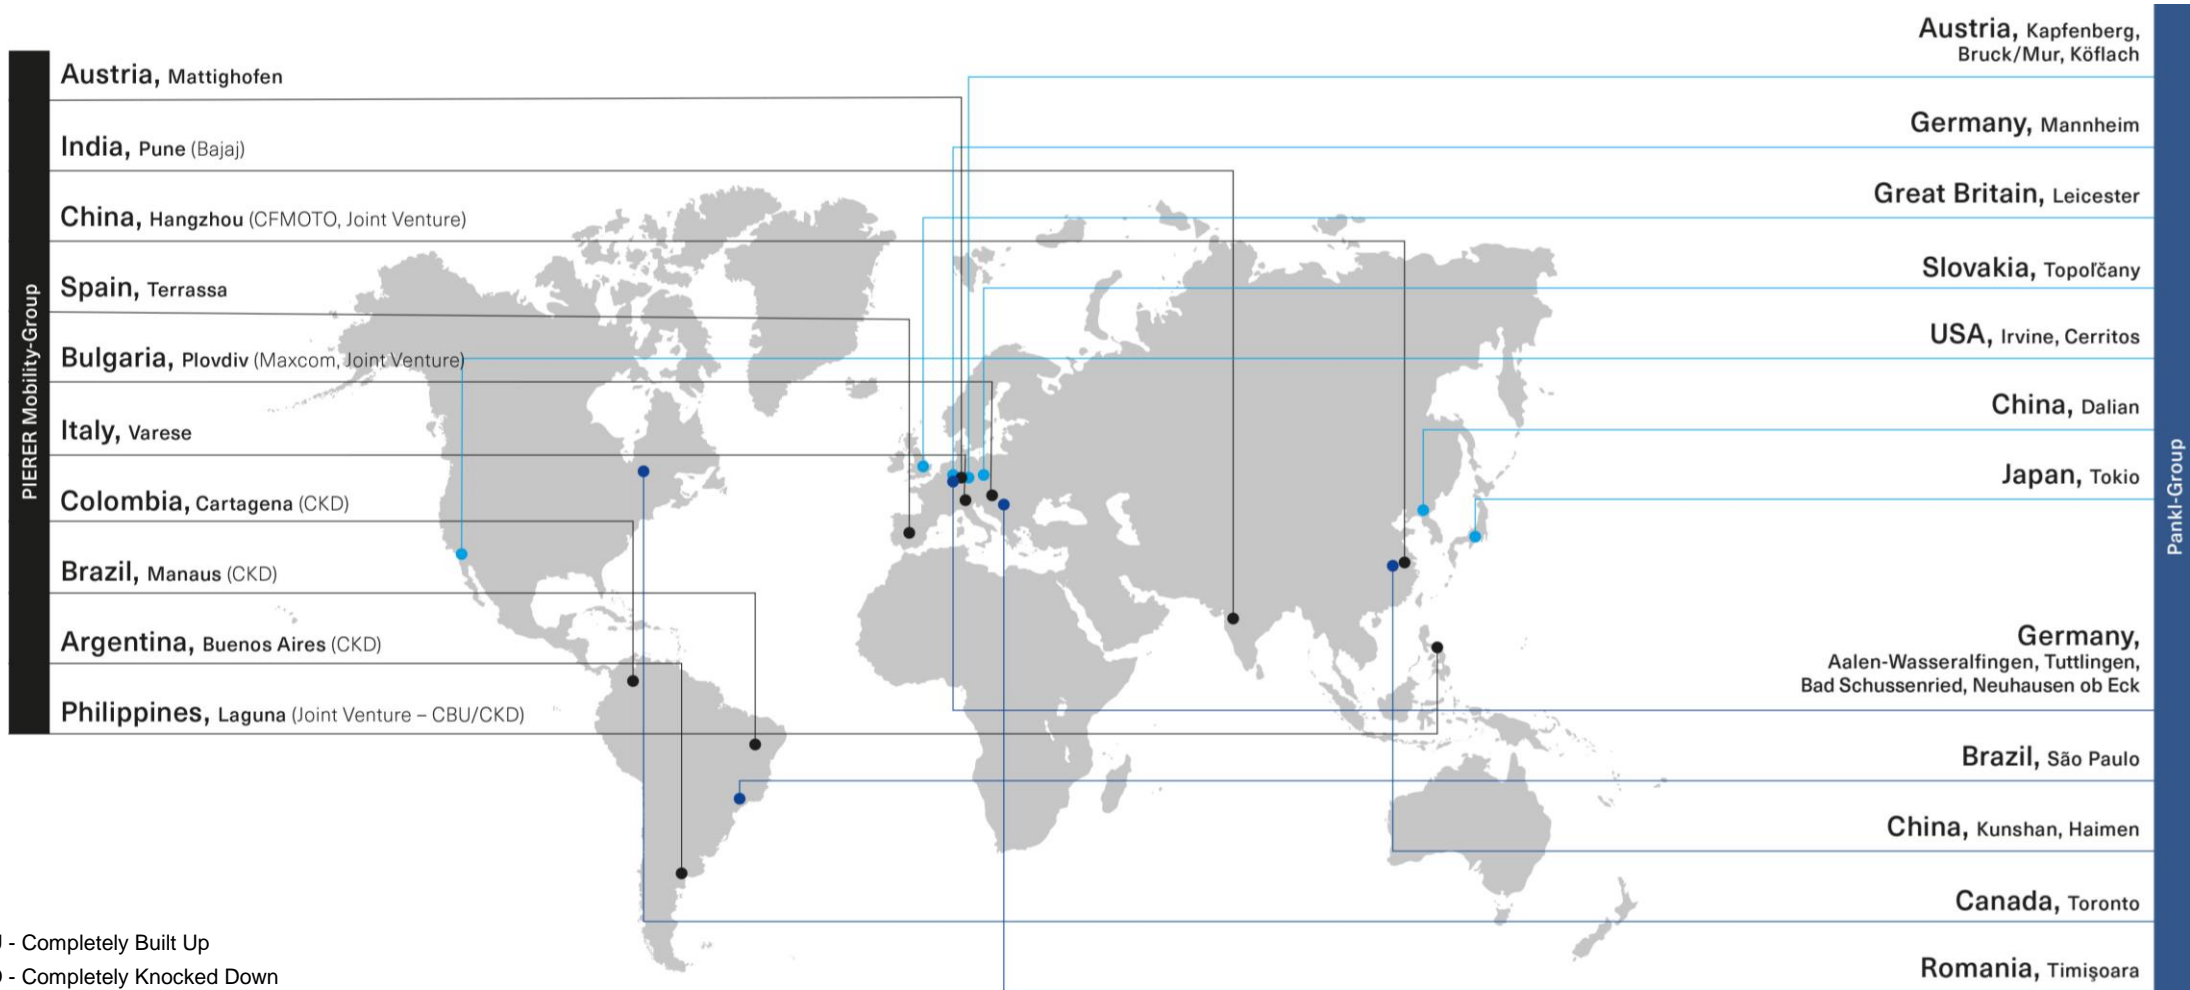 PIERER Mobility-Group
Austria, Mattighofen
India, Pune (Bajaj)
China, Hangzhou (CFMOTO, Joint Venture)
Spain, Terrassa
Bulgaria, Plovdiv (Maxcom, Joint Venture)
Italy, Varese
Colombia, Cartagena (CKD)
Brazil, Manaus (CKD)
Argentina, Buenos Aires (CKD)
Philippines, Laguna (Joint Venture – CBU/CKD)
- Completely Built Up
- Completely Knocked Down
Austria, Kapfenberg,
Bruck/Mur, Köflach
Germany, Mannheim
Great Britain, Leicester
Slovakia, Topoľčany
USA, Irvine, Cerritos
China, Dalian
Japan, Tokio
Germany,
Aalen-Wasseralfingen, Tuttlingen,
Bad Schussenried, Neuhausen ob Eck
Brazil, São Paulo
China, Kunshan, Haimen
Canada, Toronto
Romania, Timişoara
Pankl-Group